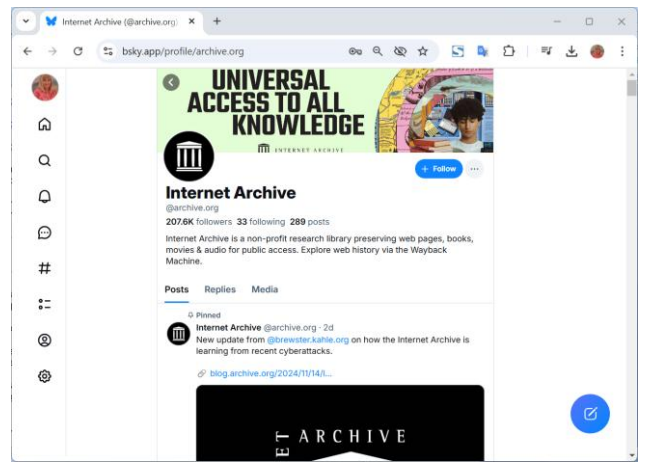 Internet Archive (@archive.org)
bsky.app/profile/archive.org
UNIVERSAL
ACCESS TO ALL
KNOWLEDGE
INTERNET ARCHIVE
+ Follow
Internet Archive
@archive.org
207.6K followers 33 following 289 posts
Internet Archive is a non-profit research library preserving web pages, books,
movies & audio for public access. Explore web history via the Wayback
Machine.
Posts Replies Media
Pinned
Internet Archive @archive.org · 2d
New update from @brewster.kahle.org on how the Internet Archive is
learning from recent cyberattacks.
blog.archive.org/2024/11/14/i...
ET ARCHIVE